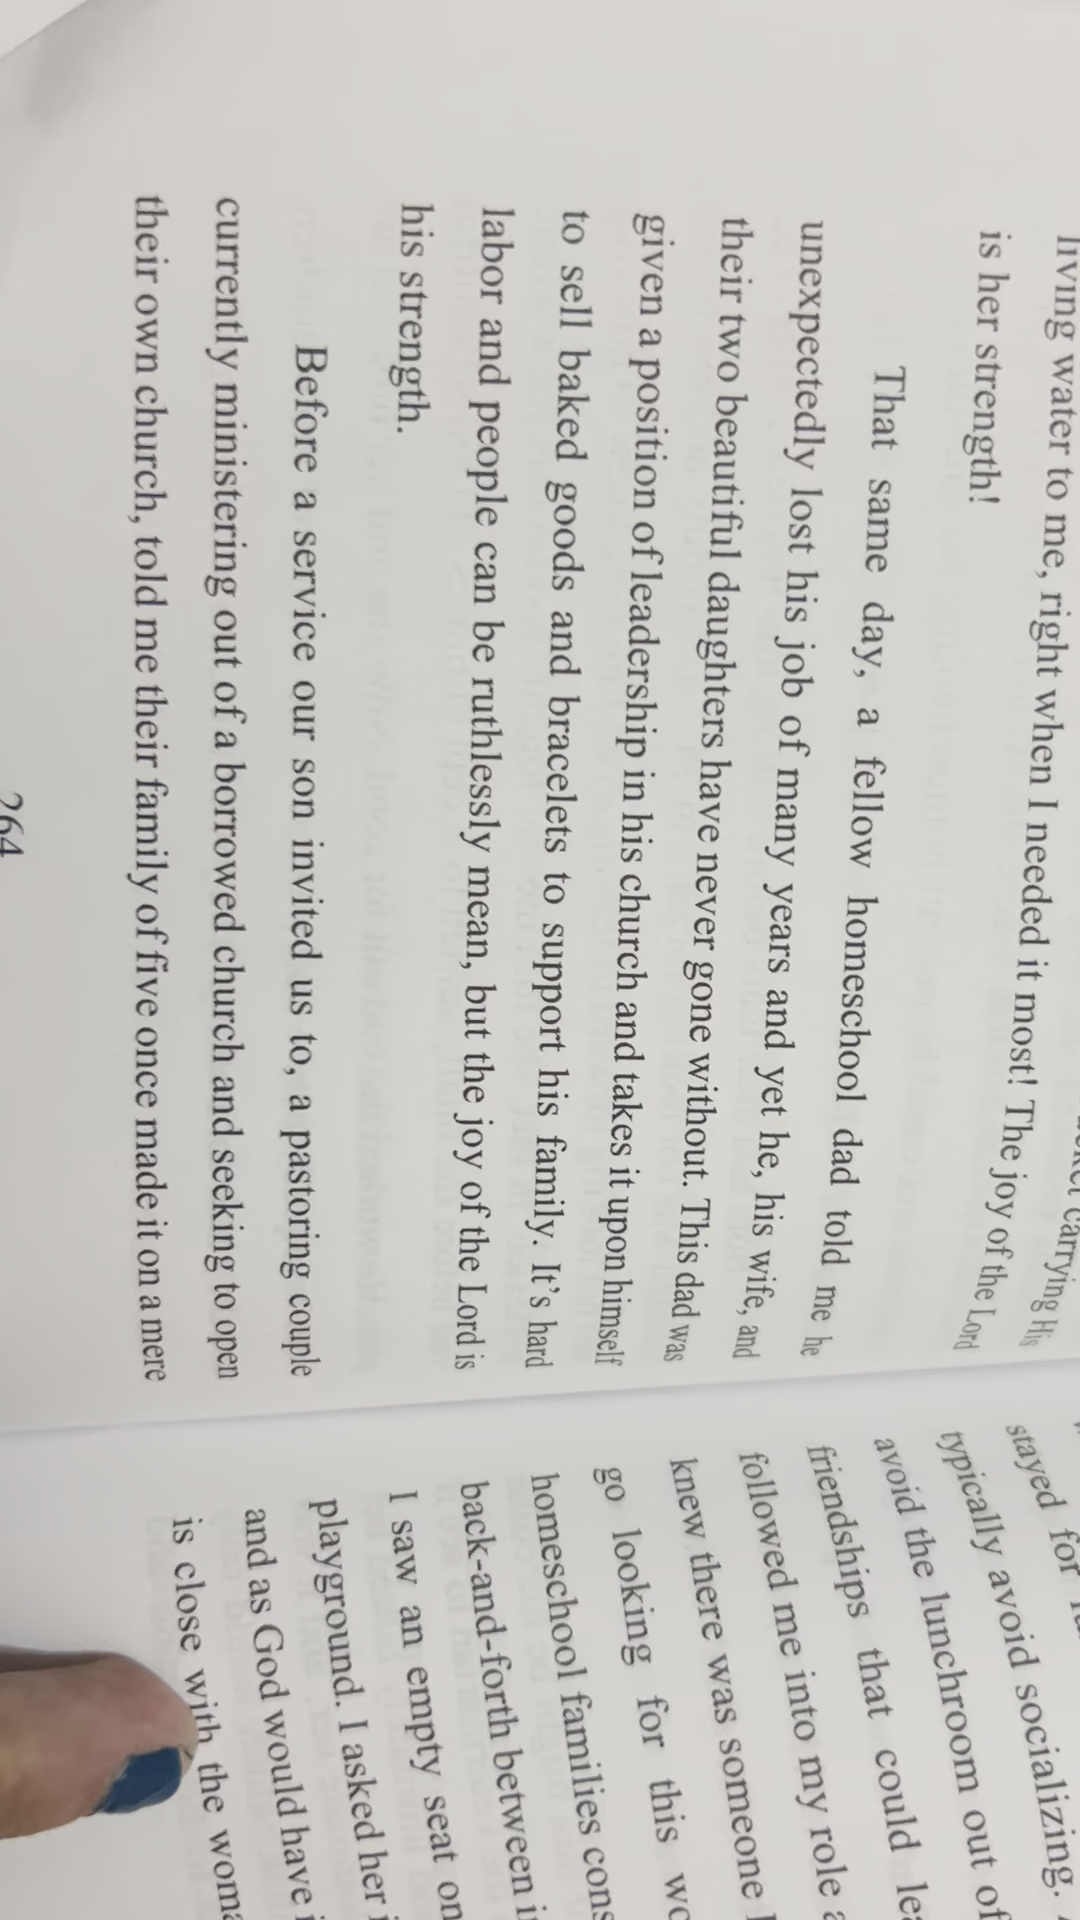 carrying His
living water to me, right when I needed it most! The joy of the Lord
is her strength!
That same day, a fellow homeschool dad told me he
unexpectedly lost his job of many years and yet he, his wife, and
their two beautiful daughters have never gone without. This dad was
given a position of leadership in his church and takes it upon himself
to sell baked goods and bracelets to support his family. It's hard
labor and people can be ruthlessly mean, but the joy of the Lord is
his strength.
Before a service our son invited us to, a pastoring couple
currently ministering out of a borrowed church and seeking to open
their own church, told me their family of five once made it on a mere
264
stayed for
typically avoid socializing.
avoid the lunchroom out of
friendships that could
followed me into my role
knew there was someone
go looking for this
homeschool families
back-and-forth between
I saw an empty seat on
playground. I asked her
and as God would have
is close with the